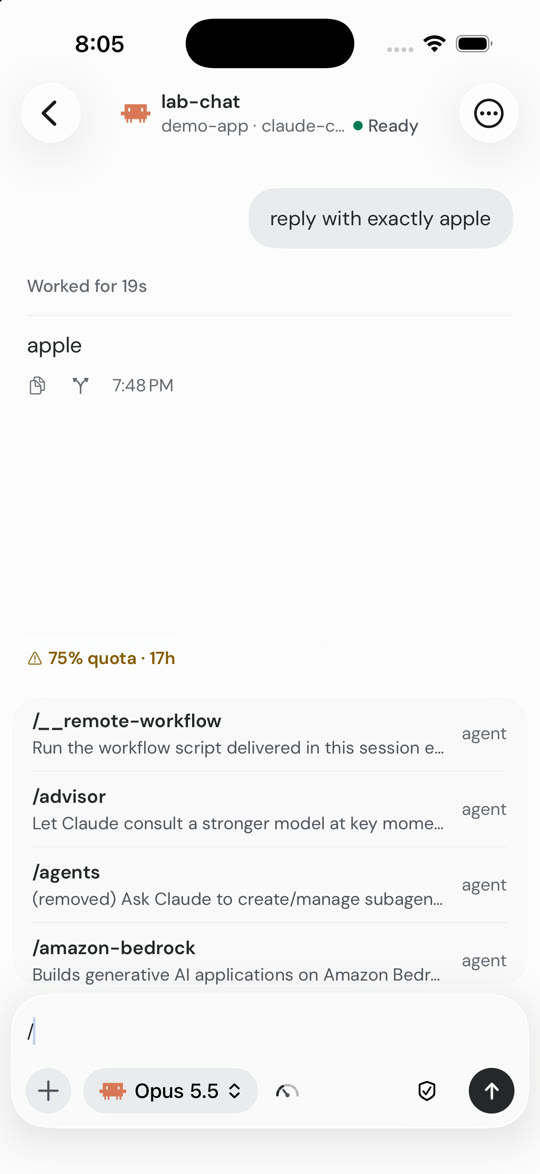 8:05
lab-chat
demo-app · claude-c... Ready
reply with exactly apple
Worked for 19s
apple
7:48 PM
75% quota · 17h
/__remote-workflow
Run the workflow script delivered in this session e... agent
/advisor
Let Claude consult a stronger model at key mome... agent
/agents
(removed) Ask Claude to create/manage subagen... agent
/amazon-bedrock
Builds generative AI applications on Amazon Bedr... agent
/
Opus 5.5